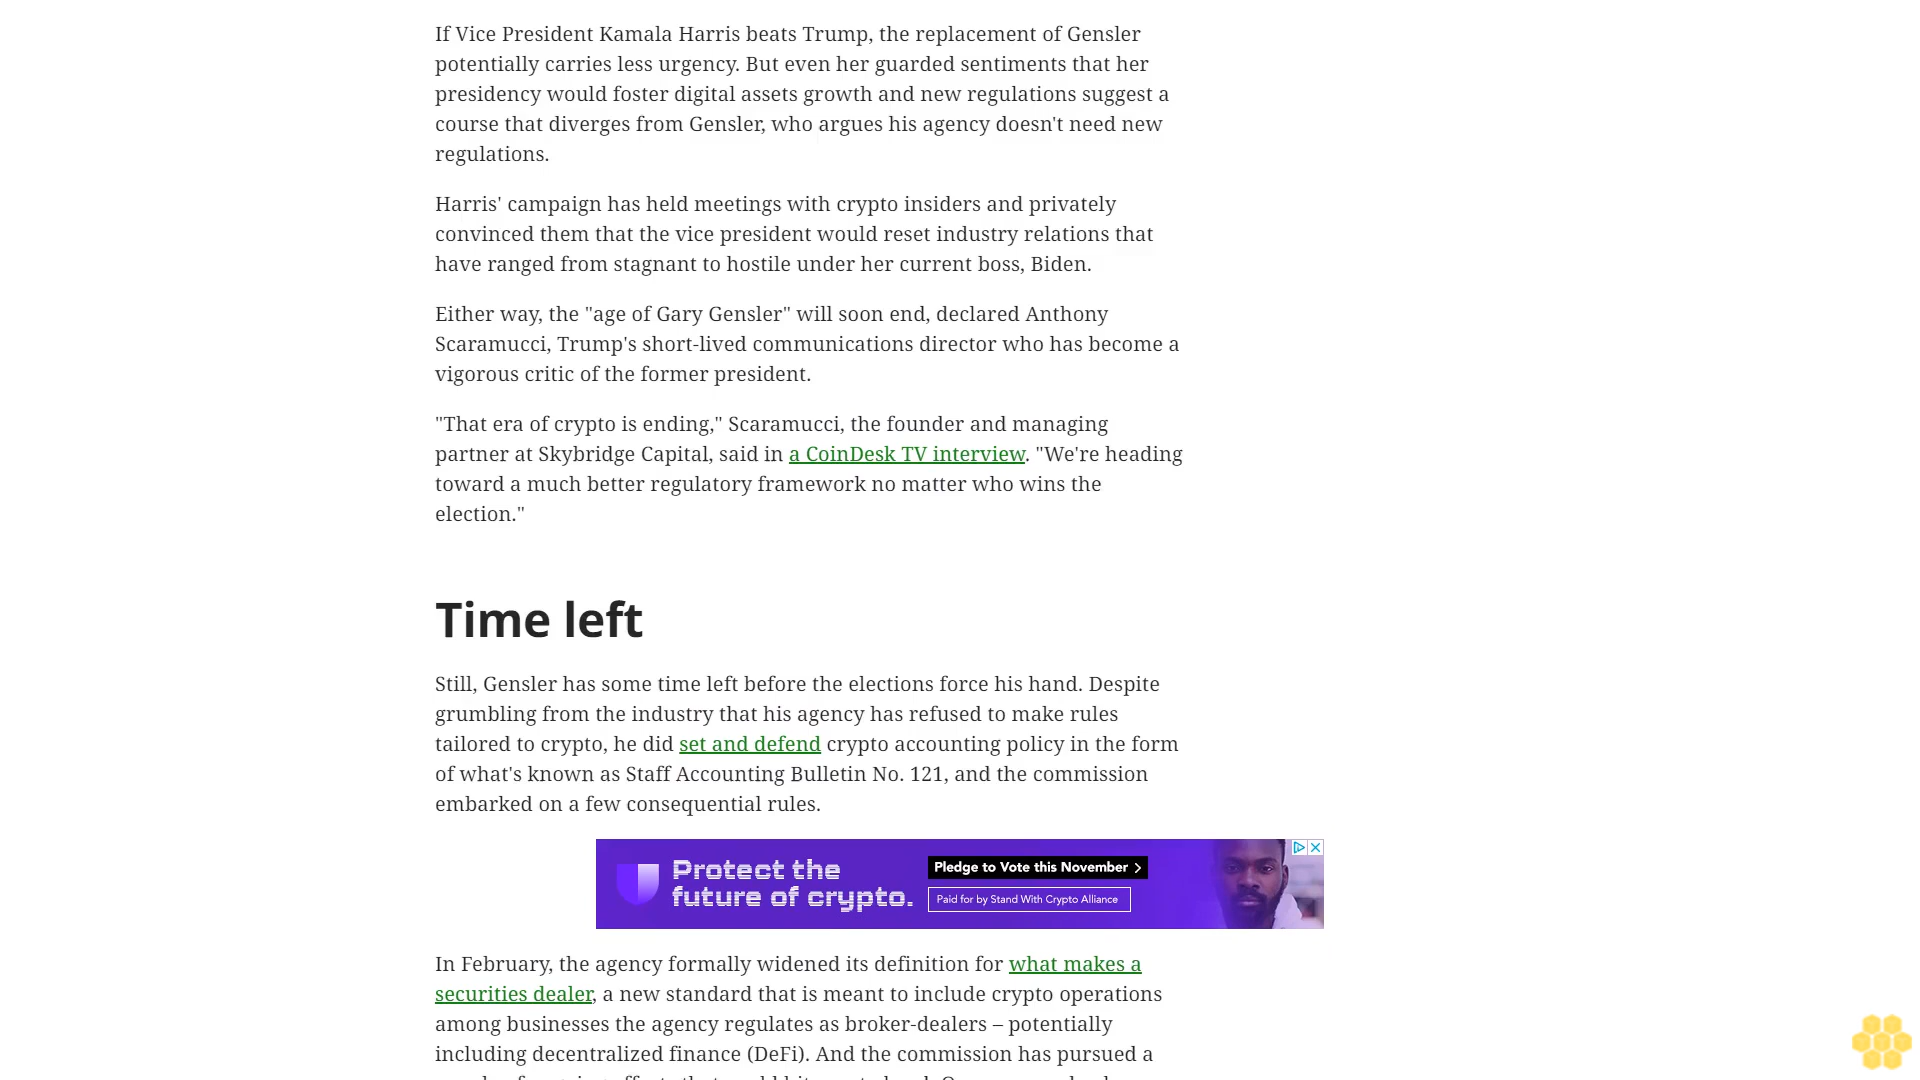 If Vice President Kamala Harris beats Trump, the replacement of Gensler
potentially carries less urgency. But even her guarded sentiments that her
presidency would foster digital assets growth and new regulations suggest a
course that diverges from Gensler, who argues his agency doesn't need new
regulations.
Harris' campaign has held meetings with crypto insiders and privately
convinced them that the vice president would reset industry relations that
have ranged from stagnant to hostile under her current boss, Biden.
Either way, the "age of Gary Gensler" will soon end, declared Anthony
Scaramucci, Trump's short-lived communications director who has become a
vigorous critic of the former president.
"That era of crypto is ending," Scaramucci, the founder and managing
partner at Skybridge Capital, said in a CoinDesk TV interview. "We're heading
toward a much better regulatory framework no matter who wins the
election."
Time left
Still, Gensler has some time left before the elections force his hand. Despite
grumbling from the industry that his agency has refused to make rules
tailored to crypto, he did set and defend crypto accounting policy in the form
of what's known as Staff Accounting Bulletin No. 121, and the commission
embarked on a few consequential rules.
Protect the
future of crypto.
Pledge to Vote this November >
Paid for by Stand With Crypto Alliance
In February, the agency formally widened its definition for what makes a
securities dealer, a new standard that is meant to include crypto operations
among businesses the agency regulates as broker-dealers – potentially
including decentralized finance (DeFi). And the commission has pursued a